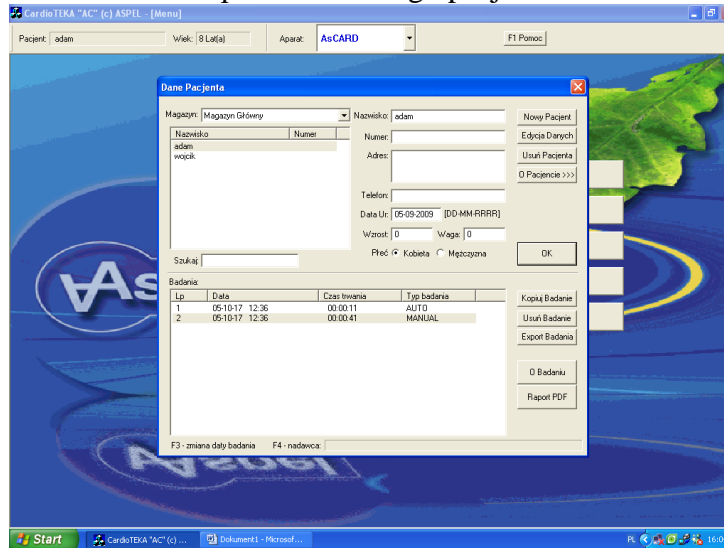 CardioTEKA "AC" (c) ASPEL - [Menu]
Pacjent: adam Wiek: 8 Lat(a) Aparat: AsCARD F1 Pomoc
Dane Pacjenta
Magazyn: Magazyn Główny
Nazwisko Numer
adam
wojcik
Szukaj:
Nazwisko: adam
Numer:
Adres:
Telefon:
Data Ur: 05-09-2009 [DD-MM-RRRR]
Wzrost: 0 Waga: 0
Płeć Kobieta Mężczyzna
Nowy Pacjent
Edycja Danych
Usuń Pacjenta
O Pacjencie >>>
OK
Badania:
Lp Data Czas trwania Typ badania
1 05-10-17 12:36 00:00:11 AUTO
2 05-10-17 12:36 00:00:41 MANUAL
Kopiuj Badanie
Usuń Badanie
Export Badania
O Badaniu
Raport PDF
F3 - zmiana daty badania F4 - nadawca:
As
Aspel
Start CardioTEKA "AC" (c) ... Dokument1 - Microsof... PL